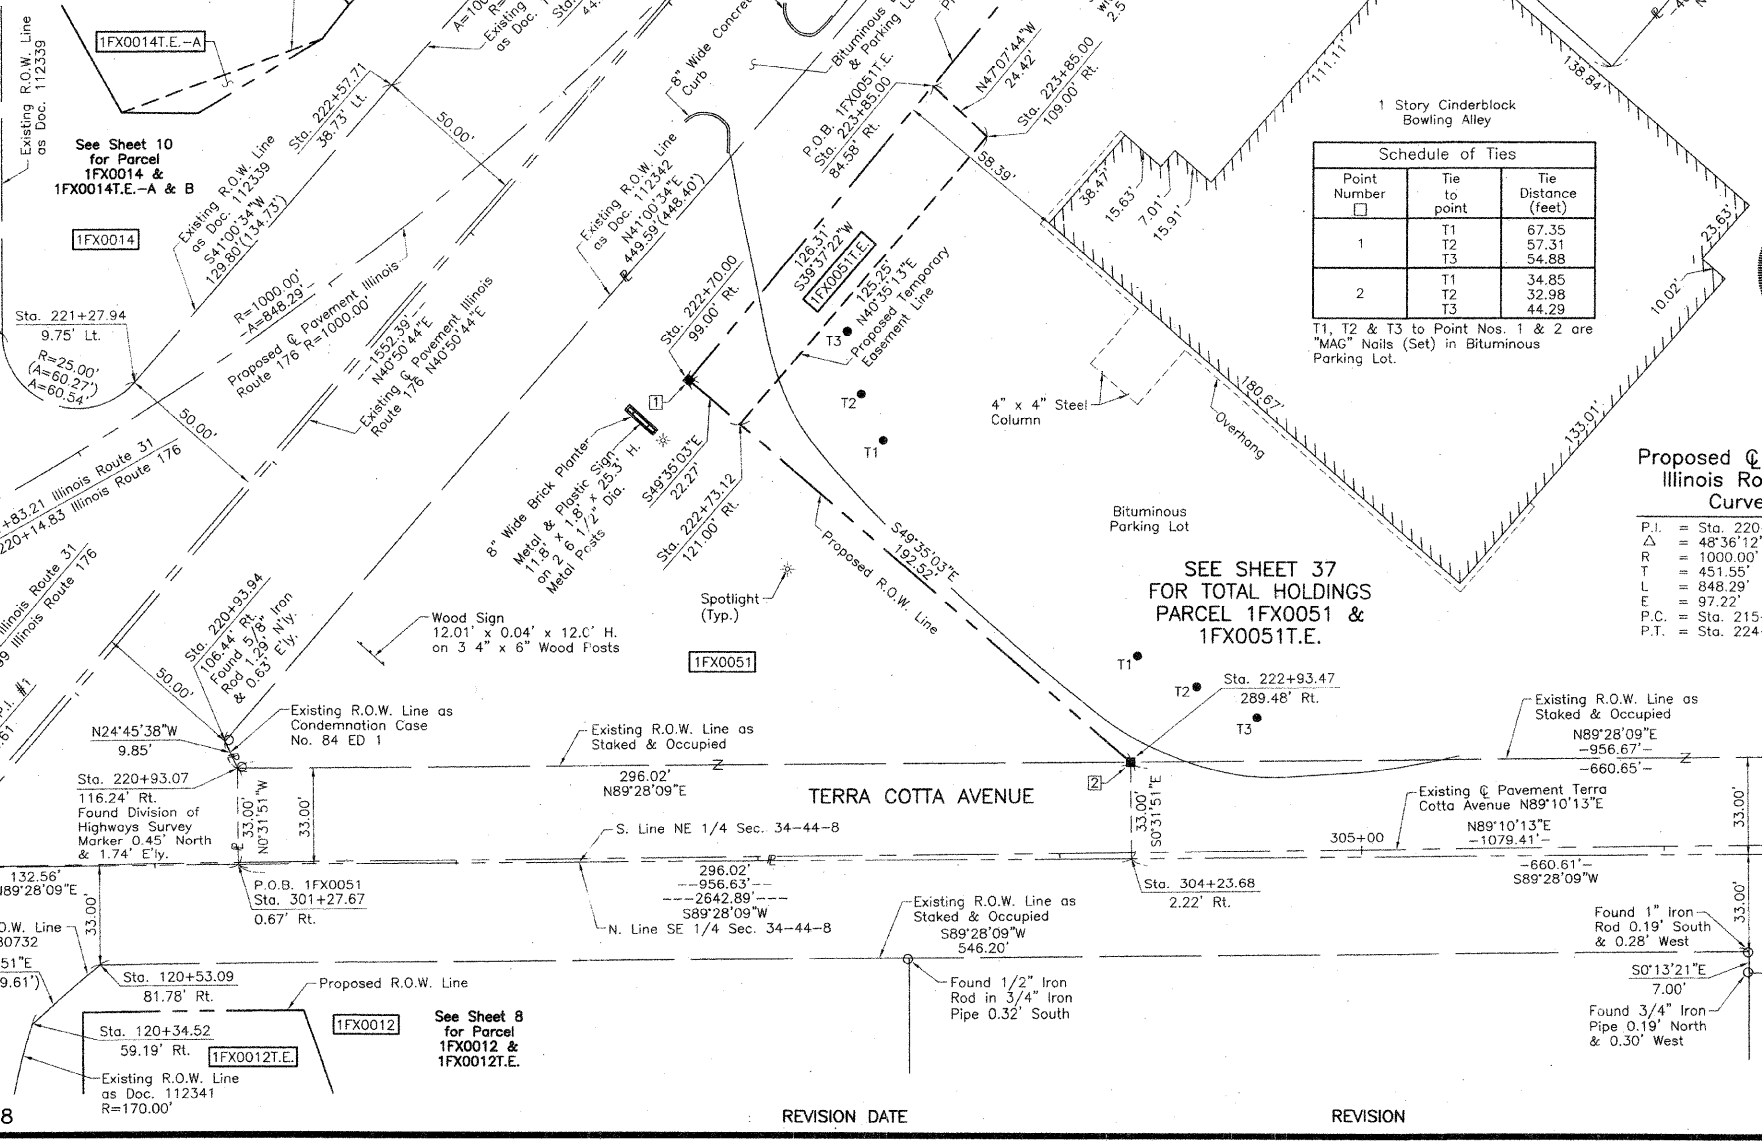 Existing R.O.W. Line
as Doc. 112339
1FX0014T.E.-A
See Sheet 10
for Parcel
1FX0014 &
1FX0014T.E.-A & B
1FX0014
Sta. 222+57.71
38.73' Lt.
50.00'
Existing R.O.W. Line
as Doc. 112339
S41°00'34"W
129.80'(134.73')
Existing
as Doc.
Sta. 221+27.94
9.75' Lt.
R=25.00'
(A=60.27')
A=60.54'
R=1000.00'
-A=848.29'-
Proposed ℄ Pavement Illinois
Route 176 R=1000.00'
-1552.39'-
N40°50'44"E
Existing ℄ Pavement Illinois
Route 176 N40°50'44"E
50.00'
+83.21 Illinois Route 31
220+14.83 Illinois Route 176
Illinois Route 31
99 Illinois Route 176
P.I. #1
8" Wide Concrete
Curb
Bituminous
& Parking Lot
Existing R.O.W. Line
as Doc. 112342
N41°00'34"E
449.59'(448.40')
P.O.B. 1FX0051T.E.
Sta. 223+85.00
84.58' Rt.
N47°07'44"W
24.42'
Sta. 223+85.00
109.00' Rt.
58.39'
126.31'
S39°37'22"W
1FX0051T.E.
125.25'
N40°35'13"E
Proposed Temporary
Easement Line
Sta. 222+70.00
99.00' Rt.
T3
T2
T1
1
8" Wide Brick Planter
Metal & Plastic Sign
11.8' x 1.8' x 25.3' H.
on 2 6 1/2" Dia.
Metal Posts
S49°35'03"E
22.27'
Sta. 222+73.12
121.00' Rt.
S49°35'03"E
192.52'
Proposed R.O.W. Line
Spotlight
(Typ.)
4" x 4" Steel
Column
Overhang
111.11'
138.84'
38.47'
15.63'
7.01'
15.91'
23.63'
10.02'
180.67'
133.01'
1 Story Cinderblock
Bowling Alley
Schedule of Ties
Point Number
Tie to point
Tie Distance (feet)
1 T1 67.35
T2 57.31
T3 54.88
2 T1 34.85
T2 32.98
T3 44.29
T1, T2 & T3 to Point Nos. 1 & 2 are
"MAG" Nails (Set) in Bituminous
Parking Lot.
Bituminous
Parking Lot
SEE SHEET 37
FOR TOTAL HOLDINGS
PARCEL 1FX0051 &
1FX0051T.E.
Proposed ℄
Illinois Ro
Curve
P.I. = Sta. 220
△ = 48°36'12"
R = 1000.00'
T = 451.55'
L = 848.29'
E = 97.22'
P.C. = Sta. 215
P.T. = Sta. 224
Sta. 220+93.94
106.44' Rt.
Found 5/8" Iron
Rod 1.29' N'ly.
& 0.63' E'ly.
50.00'
Wood Sign
12.01' x 0.04' x 12.0' H.
on 3 4" x 6" Wood Posts
1FX0051
T1
T2
T3
Sta. 222+93.47
289.48' Rt.
N24°45'38"W
9.85'
Existing R.O.W. Line as
Condemnation Case
No. 84 ED 1
Existing R.O.W. Line as
Staked & Occupied
Existing R.O.W. Line as
Staked & Occupied
N89°28'09"E
-956.67'-
-660.65'-
Sta. 220+93.07
116.24' Rt.
Found Division of
Highways Survey
Marker 0.45' North
& 1.74' E'ly.
33.00'
N0°31'51"W
33.00'
296.02'
N89°28'09"E
TERRA COTTA AVENUE
2
33.00'
S0°31'51"E
Existing ℄ Pavement Terra
Cotta Avenue N89°10'13"E
N89°10'13"E
-1079.41'-
305+00
33.00'
S. Line NE 1/4 Sec. 34-44-8
132.56'
N89°28'09"E
33.00'
P.O.B. 1FX0051
Sta. 301+27.67
0.67' Rt.
296.02'
---956.63'---
---2642.89'---
S89°28'09"W
N. Line SE 1/4 Sec. 34-44-8
Sta. 304+23.68
2.22' Rt.
-660.61'-
S89°28'09"W
33.00'
Existing R.O.W. Line as
Staked & Occupied
S89°28'09"W
546.20'
Found 1" Iron
Rod 0.19' South
& 0.28' West
S0°13'21"E
7.00'
Found 3/4" Iron
Pipe 0.19' North
& 0.30' West
Found 1/2" Iron
Rod in 3/4" Iron
Pipe 0.32' South
Sta. 120+53.09
81.78' Rt.
Proposed R.O.W. Line
Sta. 120+34.52
59.19' Rt.
1FX0012T.E.
1FX0012
See Sheet 8
for Parcel
1FX0012 &
1FX0012T.E.
Existing R.O.W. Line
as Doc. 112341
R=170.00'
8
REVISION DATE
REVISION